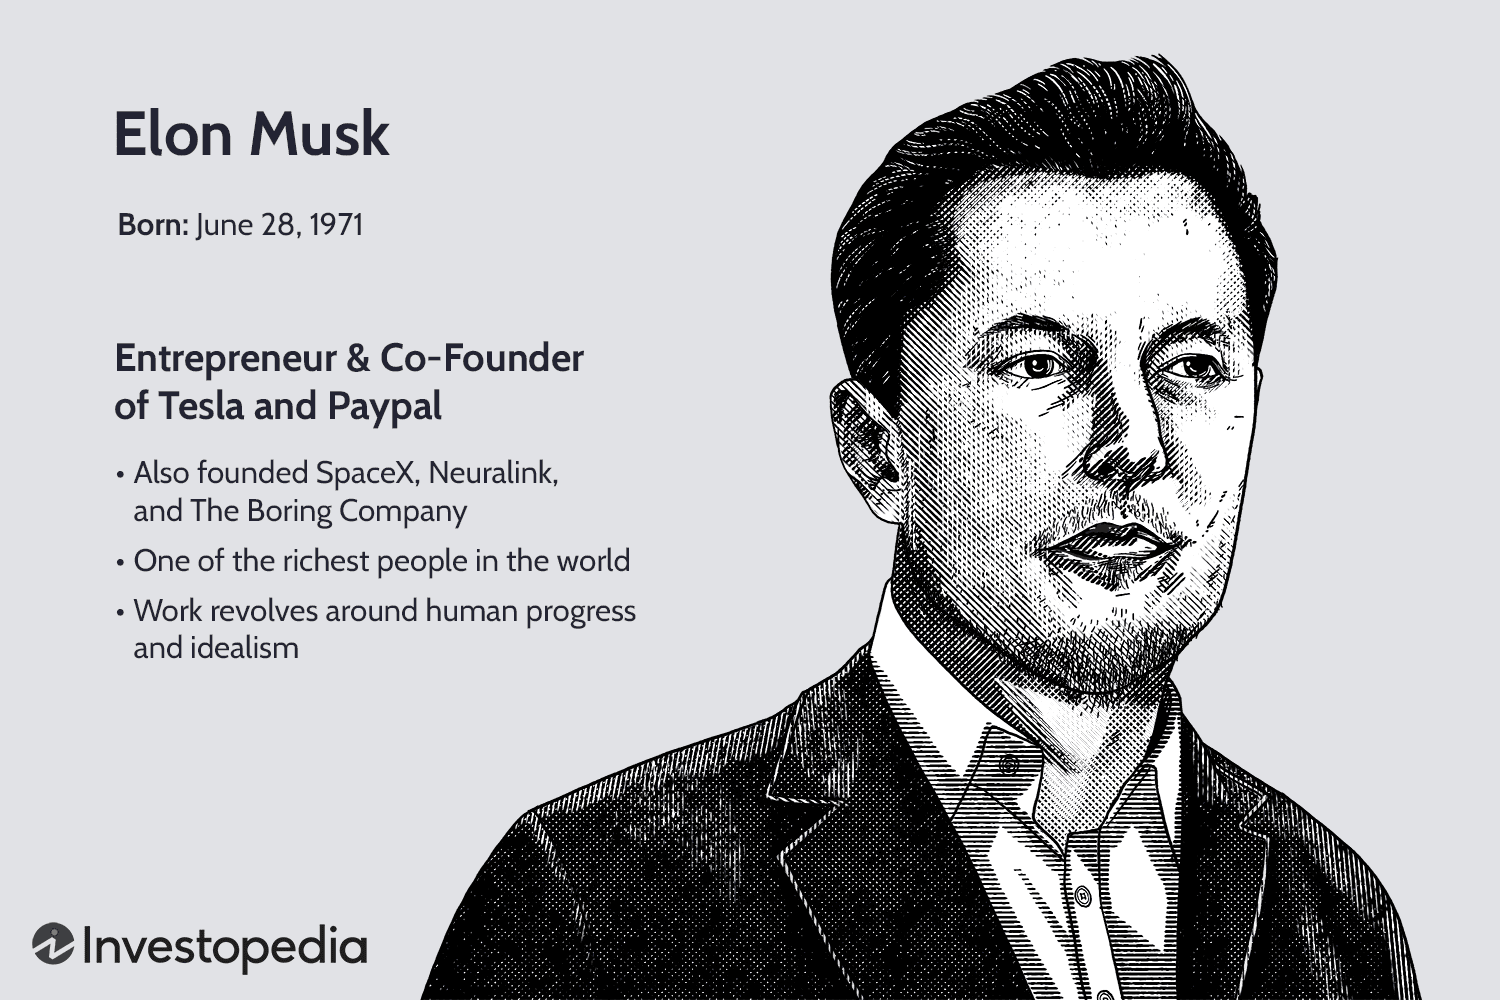 Elon Musk
Born: June 28, 1971
Entrepreneur & Co-Founder
of Tesla and Paypal
• Also founded SpaceX, Neuralink,
and The Boring Company
• One of the richest people in the world
• Work revolves around human progress
and idealism
Investopedia